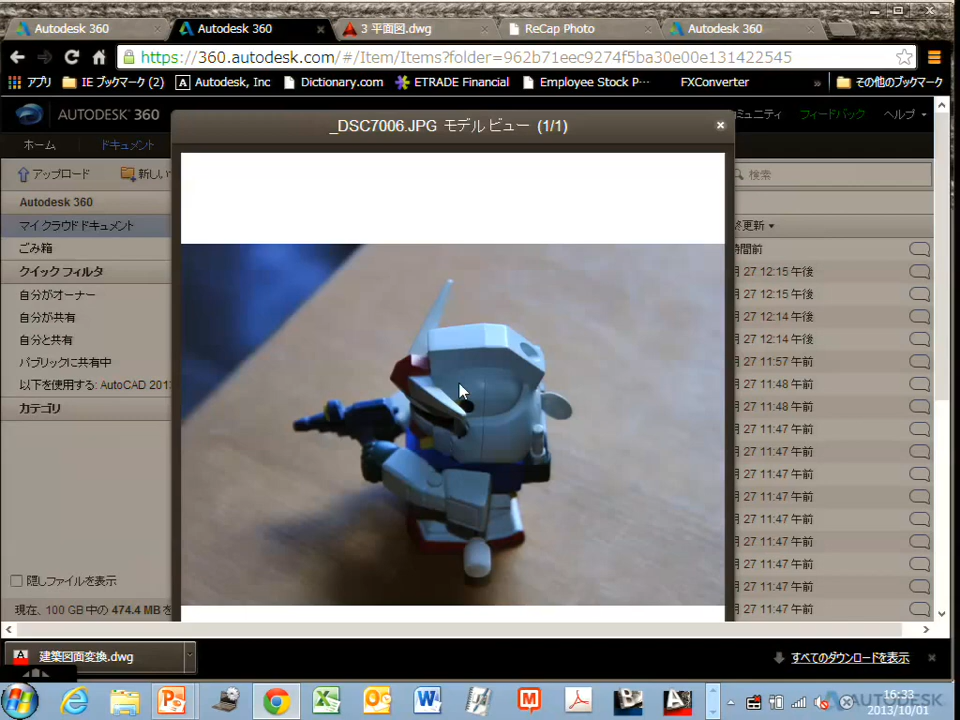 Autodesk 360
Autodesk 360
3 平面図.dwg
ReCap Photo
Autodesk 360
https://360.autodesk.com/#/Item/Items?folder=962b71eec9274f5ba30e00e131422545
アプリ
IE ブックマーク (2)
Autodesk, Inc
Dictionary.com
ETRADE Financial
Employee Stock P…
FXConverter
»
その他のブックマーク
AUTODESK 360
_DSC7006.JPG モデル ビュー (1/1)
ミュニティ
フィードバック
ヘルプ
ホーム
ドキュメント
アップロード
新しい
検索
Autodesk 360
マイ クラウド ドキュメント
更新
ごみ箱
時間前
クイック フィルタ
月 27 12:15 午後
自分がオーナー
月 27 12:15 午後
自分が共有
月 27 12:14 午後
自分と共有
月 27 12:14 午後
パブリックに共有中
月 27 11:57 午前
以下を使用する: AutoCAD 201
月 27 11:48 午前
カテゴリ
月 27 11:48 午前
月 27 11:47 午前
月 27 11:47 午前
月 27 11:47 午前
月 27 11:47 午前
月 27 11:47 午前
月 27 11:47 午前
月 27 11:47 午前
隠しファイルを表示
月 27 11:47 午前
現在、100 GB 中の 474.4 MB を
月 27 11:47 午前
建築図面変換.dwg
すべてのダウンロードを表示
AUTODESK
16:33
2013/10/01